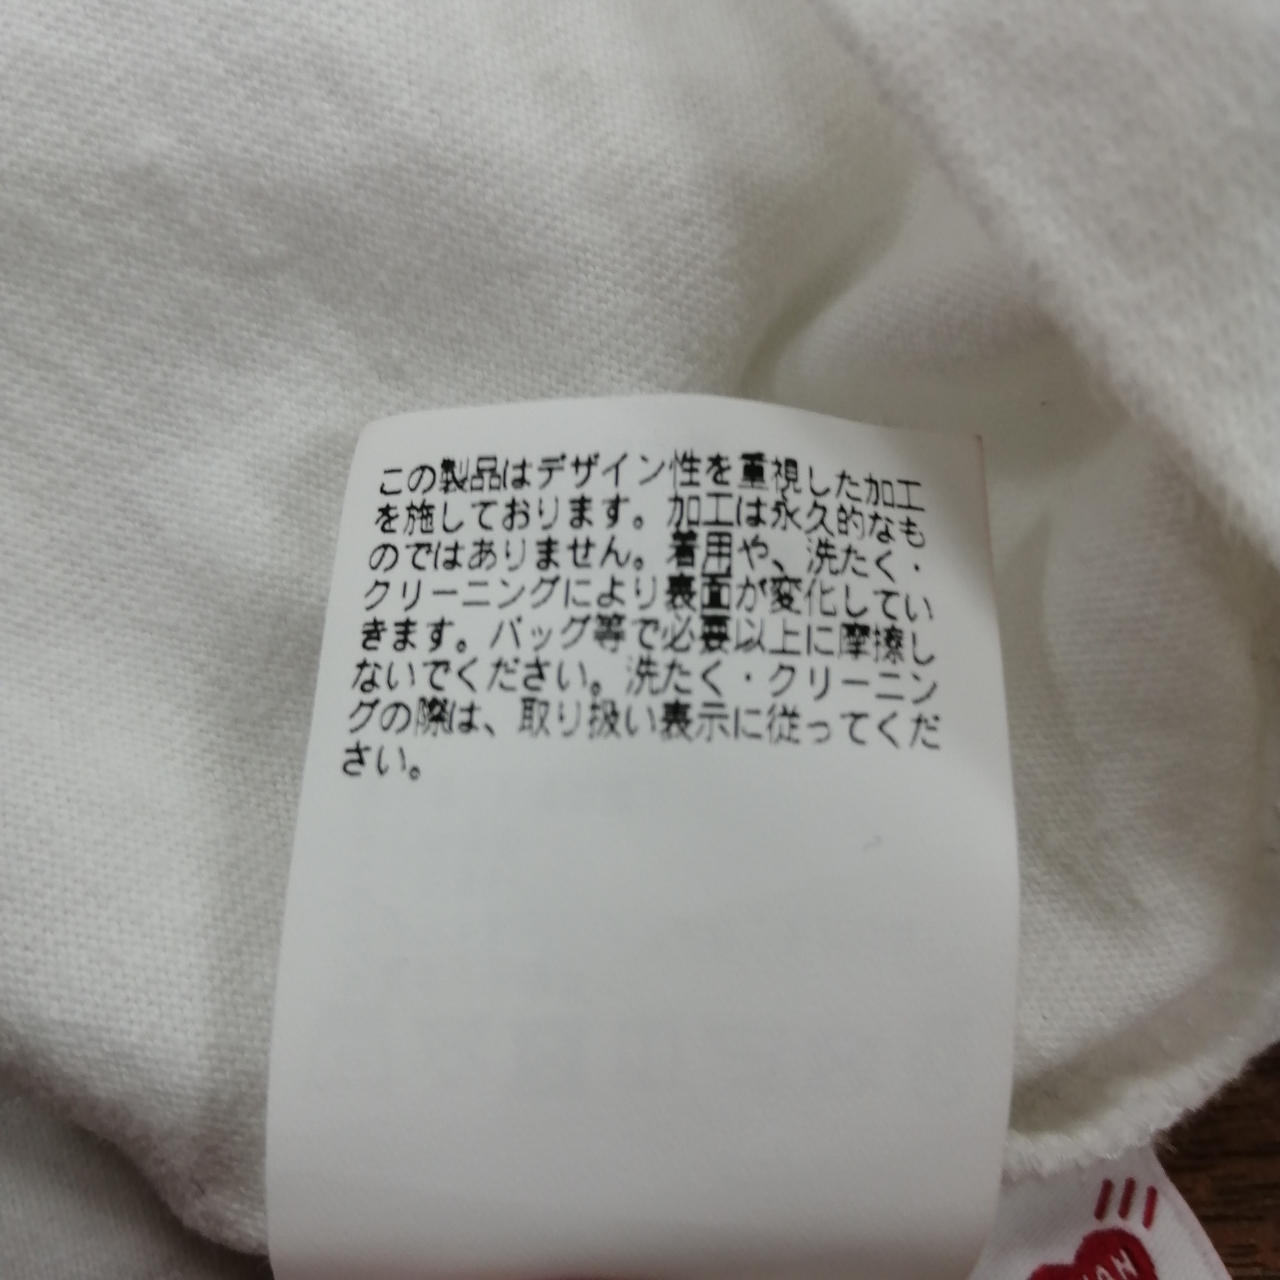 この製品はデザイン性を重視した加工
を施しております。加工は永久的なも
のではありません。着用や、洗たく・
クリーニングにより表面が変化してい
きます。バッグ等で必要以上に摩擦し
ないでください。洗たく・クリーニン
グの際は、取り扱い表示に従ってくだ
さい。